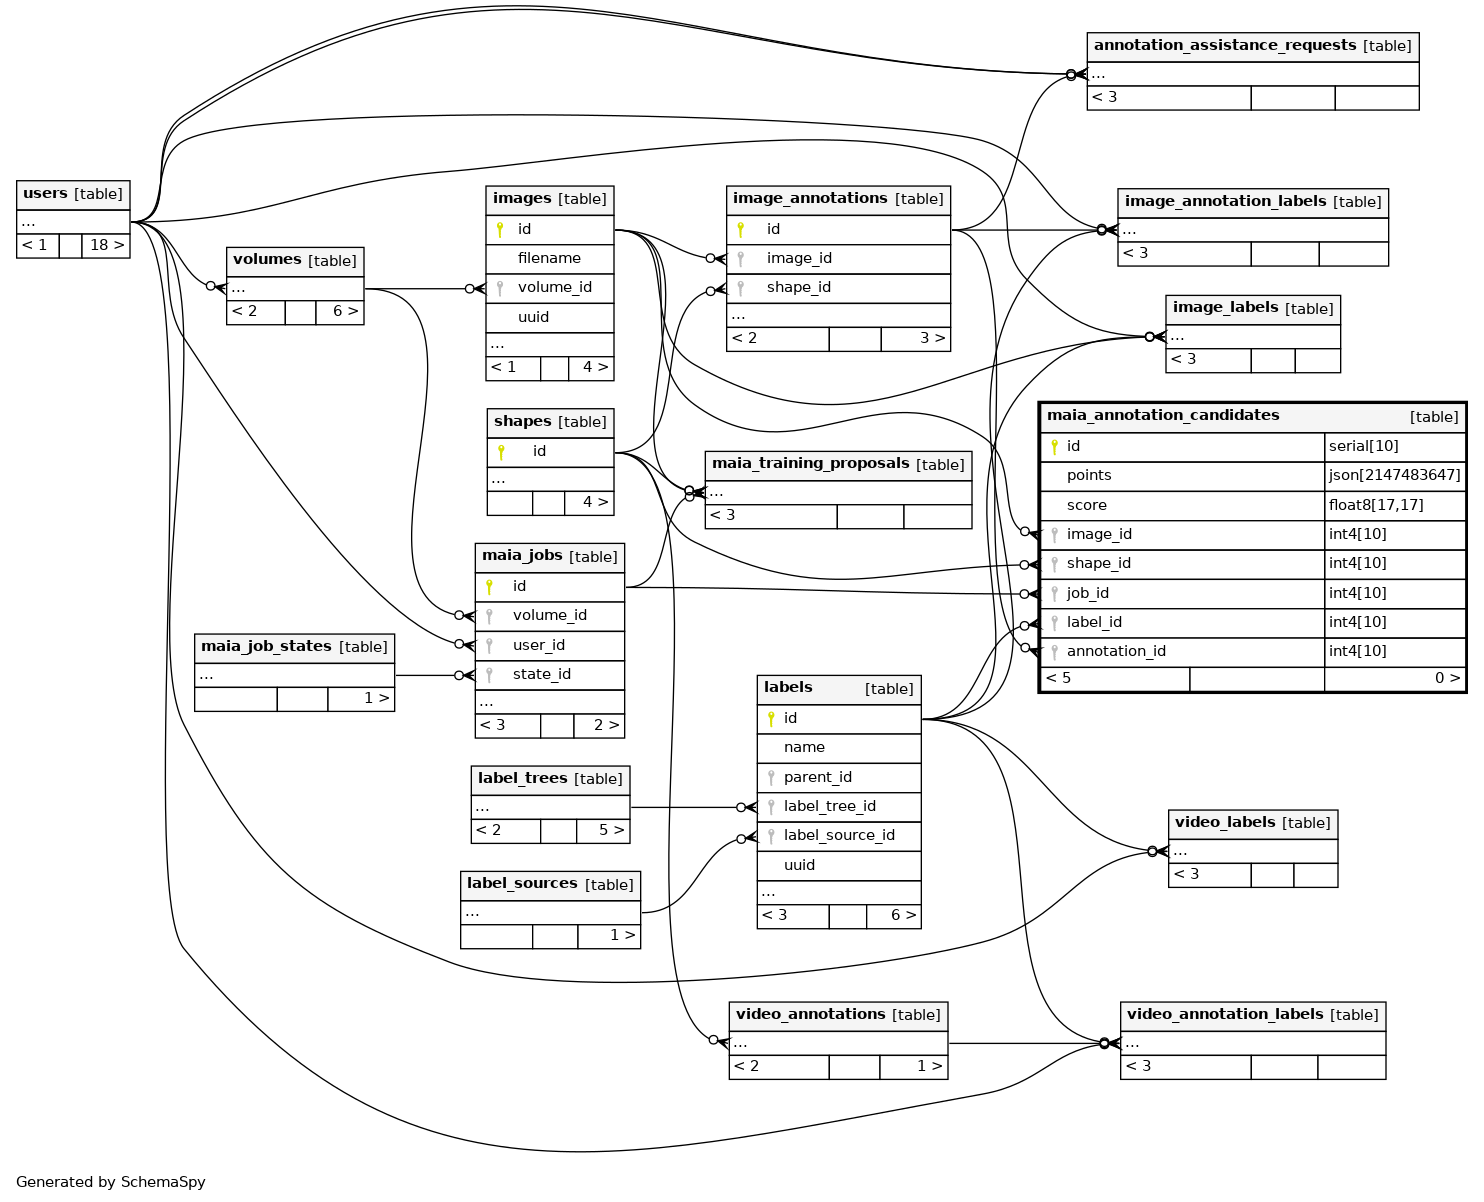 annotation_assistance_requests [table]
...
< 3
users [table]
...
< 1 18 >
volumes [table]
...
< 2 6 >
images [table]
id
filename
volume_id
uuid
...
< 1 4 >
image_annotations [table]
id
image_id
shape_id
...
< 2 3 >
image_annotation_labels [table]
...
< 3
image_labels [table]
...
< 3
shapes [table]
id
...
4 >
maia_training_proposals [table]
...
< 3
maia_annotation_candidates [table]
id serial[10]
points json[2147483647]
score float8[17,17]
image_id int4[10]
shape_id int4[10]
job_id int4[10]
label_id int4[10]
annotation_id int4[10]
< 5 0 >
maia_jobs [table]
id
volume_id
user_id
state_id
...
< 3 2 >
maia_job_states [table]
...
1 >
labels [table]
id
name
parent_id
label_tree_id
label_source_id
uuid
...
< 3 6 >
label_trees [table]
...
< 2 5 >
label_sources [table]
...
1 >
video_labels [table]
...
< 3
video_annotations [table]
...
< 2 1 >
video_annotation_labels [table]
...
< 3
Generated by SchemaSpy